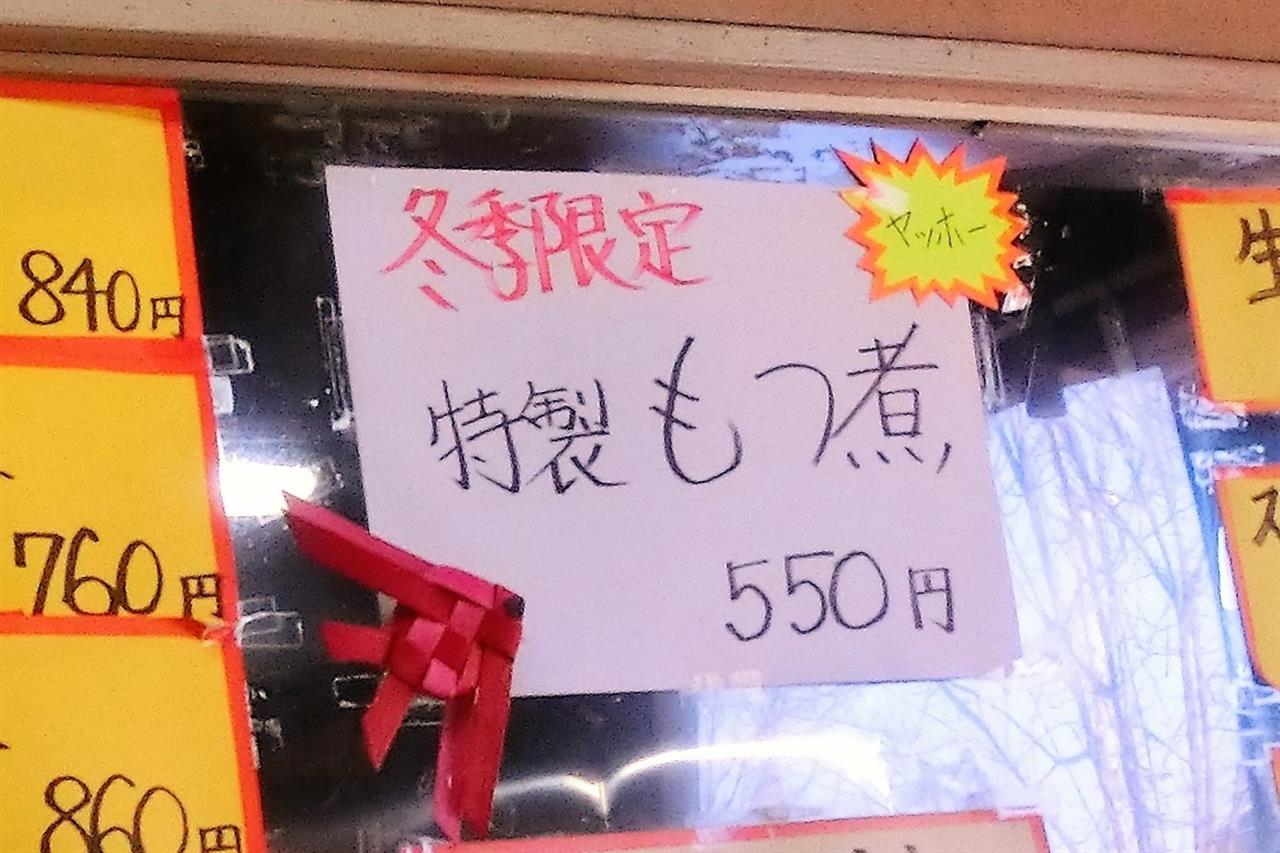 冬季限定
ヤッホー
特製もつ煮
550円
840円
760円
860円
生